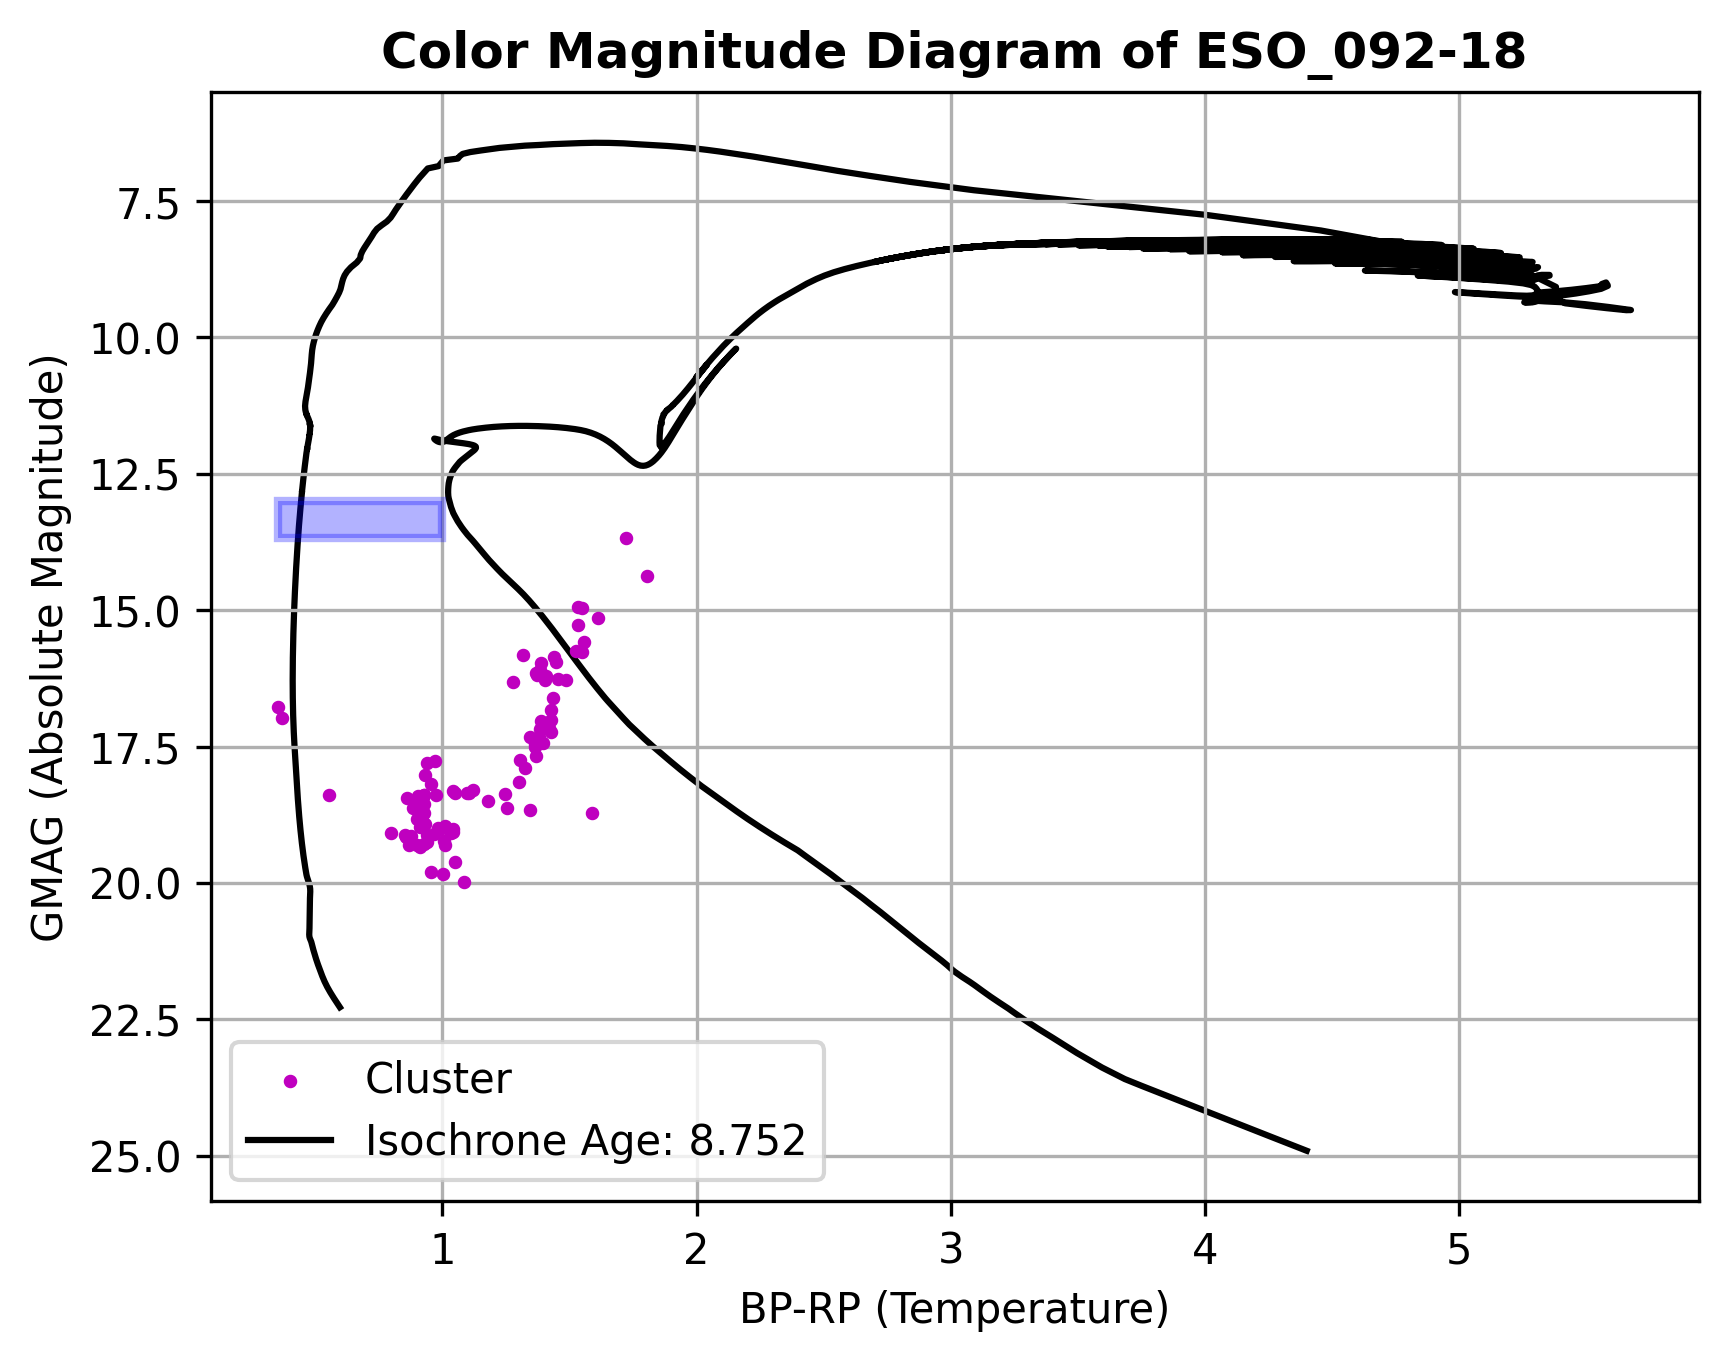 Color Magnitude Diagram of ESO_092-18
GMAG (Absolute Magnitude)
7.5
10.0
12.5
15.0
17.5
20.0
22.5
25.0
Cluster
Isochrone Age: 8.752
1 2 3 4 5
BP-RP (Temperature)